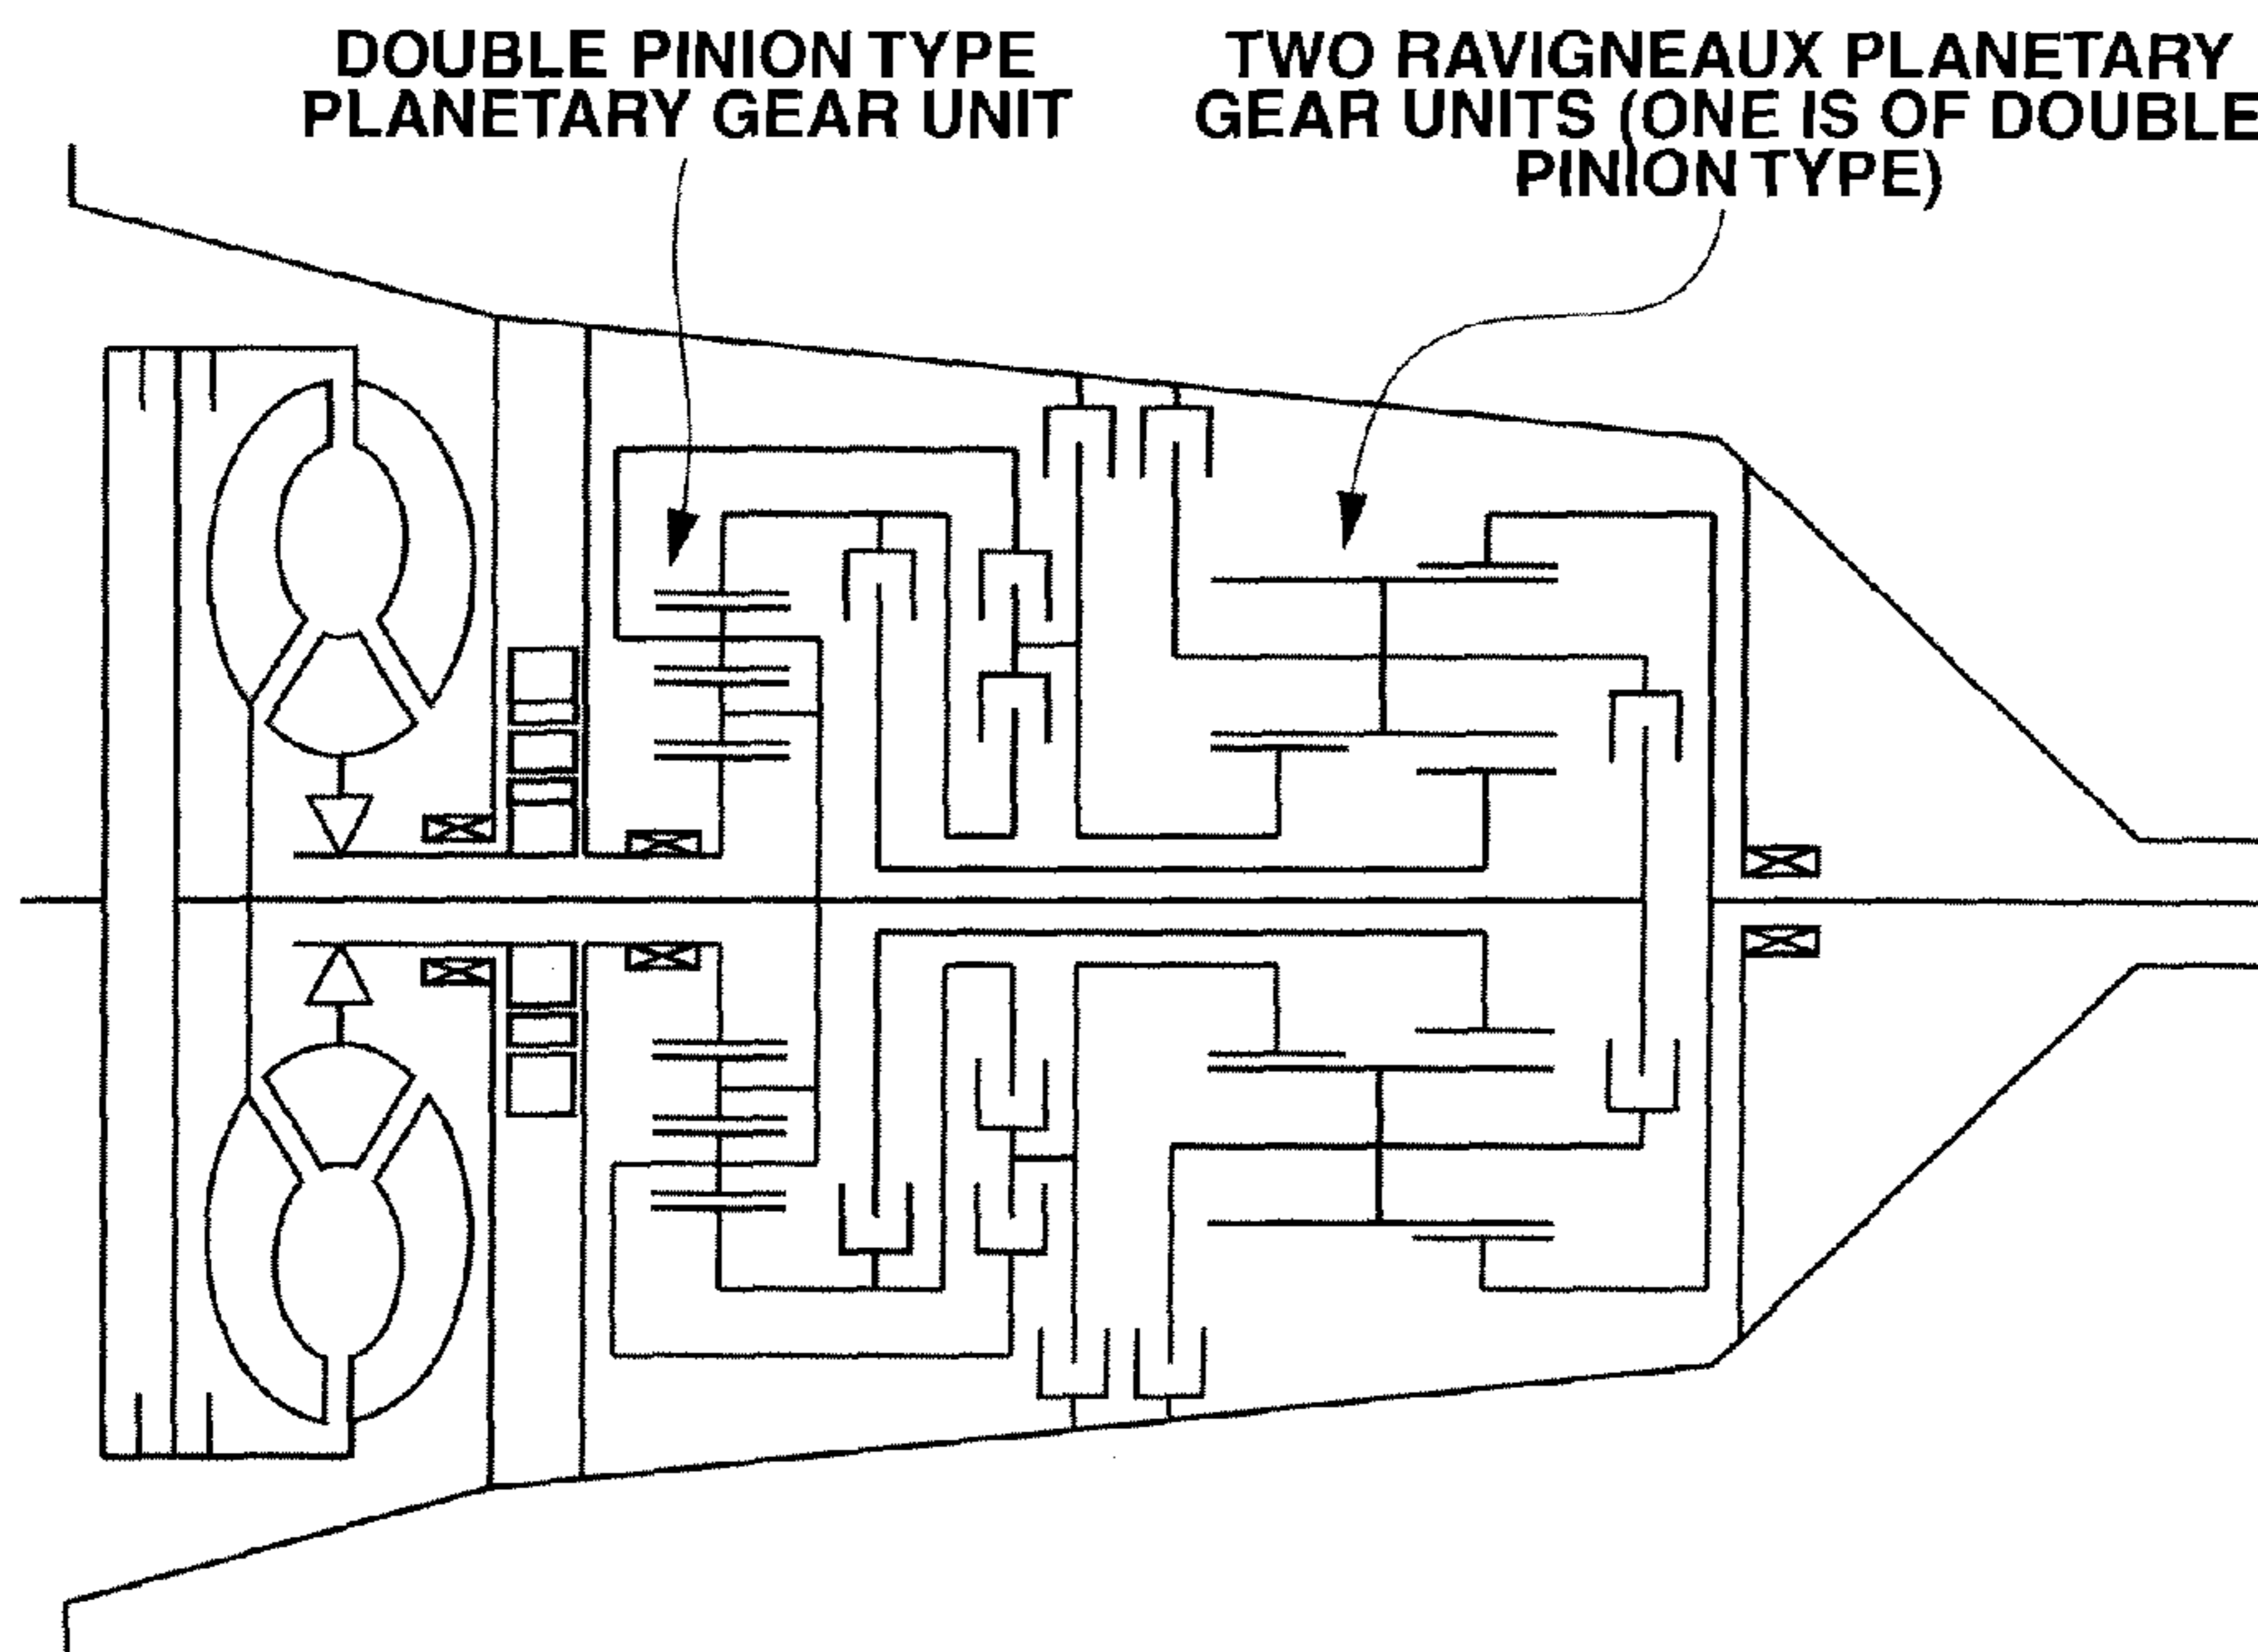 DOUBLE PINION TYPE
PLANETARY GEAR UNIT
TWO RAVIGNEAUX PLANETARY
GEAR UNITS (ONE IS OF DOUBLE
PINION TYPE)